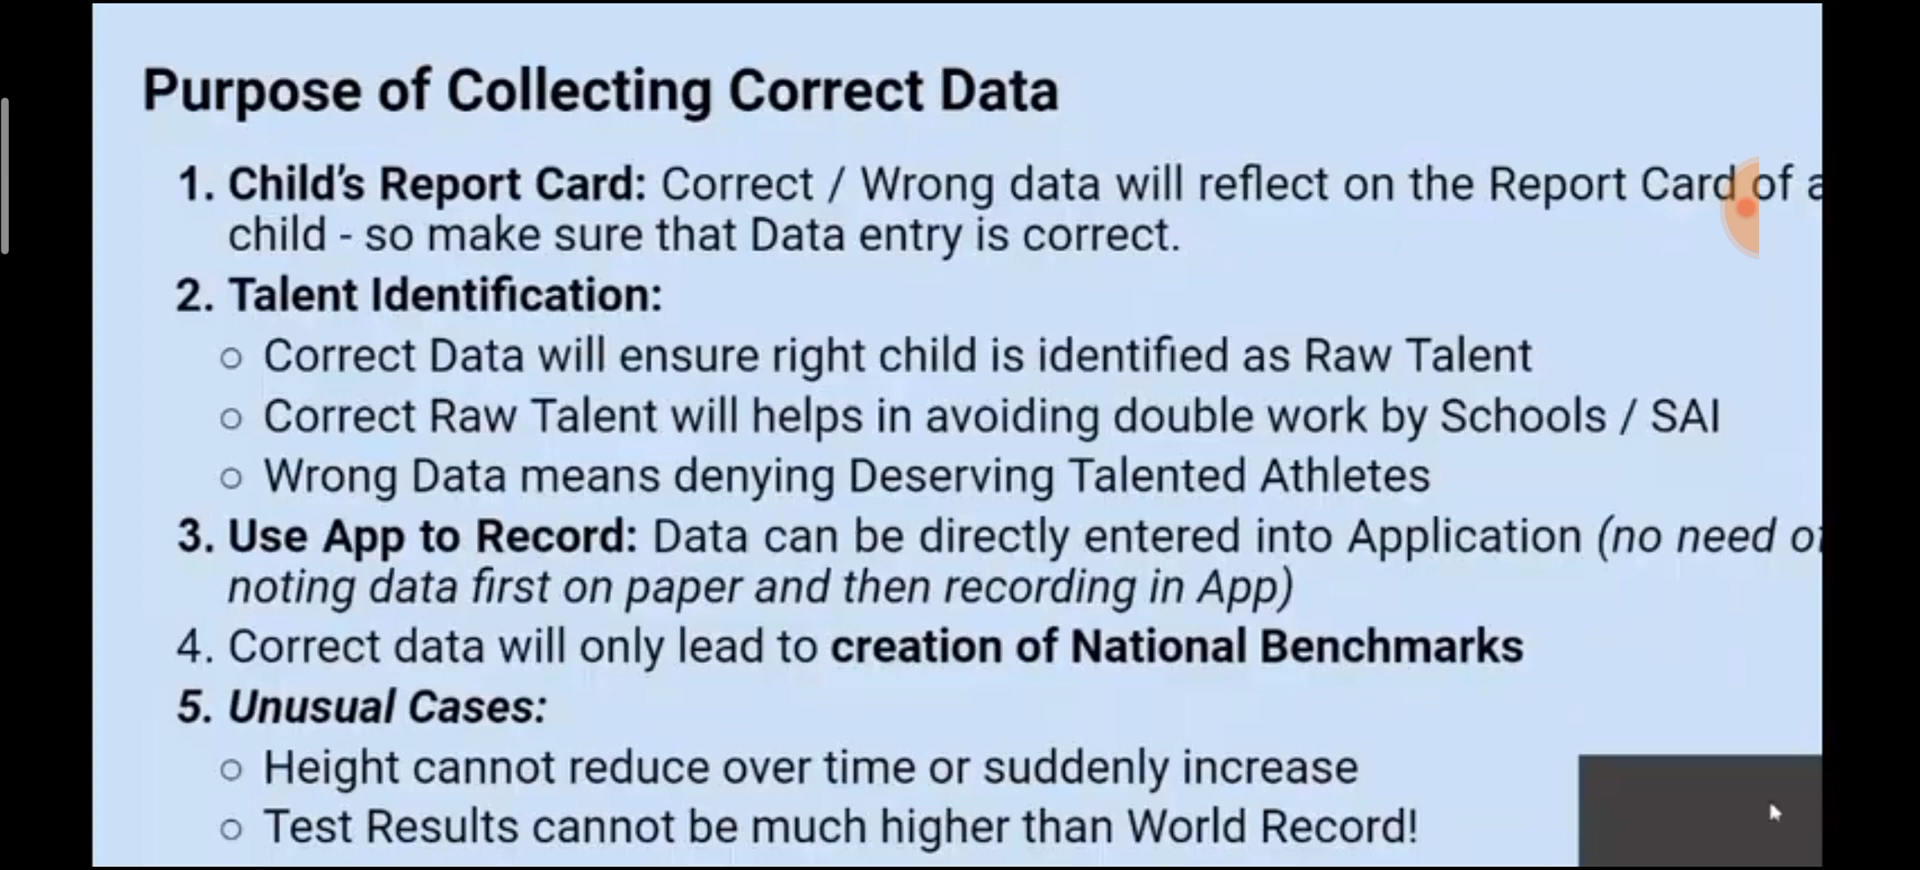 Purpose of Collecting Correct Data
1. Child's Report Card: Correct / Wrong data will reflect on the Report Card of a
child - so make sure that Data entry is correct.
2. Talent Identification:
○ Correct Data will ensure right child is identified as Raw Talent
○ Correct Raw Talent will helps in avoiding double work by Schools / SAI
○ Wrong Data means denying Deserving Talented Athletes
3. Use App to Record: Data can be directly entered into Application (no need of
noting data first on paper and then recording in App)
4. Correct data will only lead to creation of National Benchmarks
5. Unusual Cases:
○ Height cannot reduce over time or suddenly increase
○ Test Results cannot be much higher than World Record!